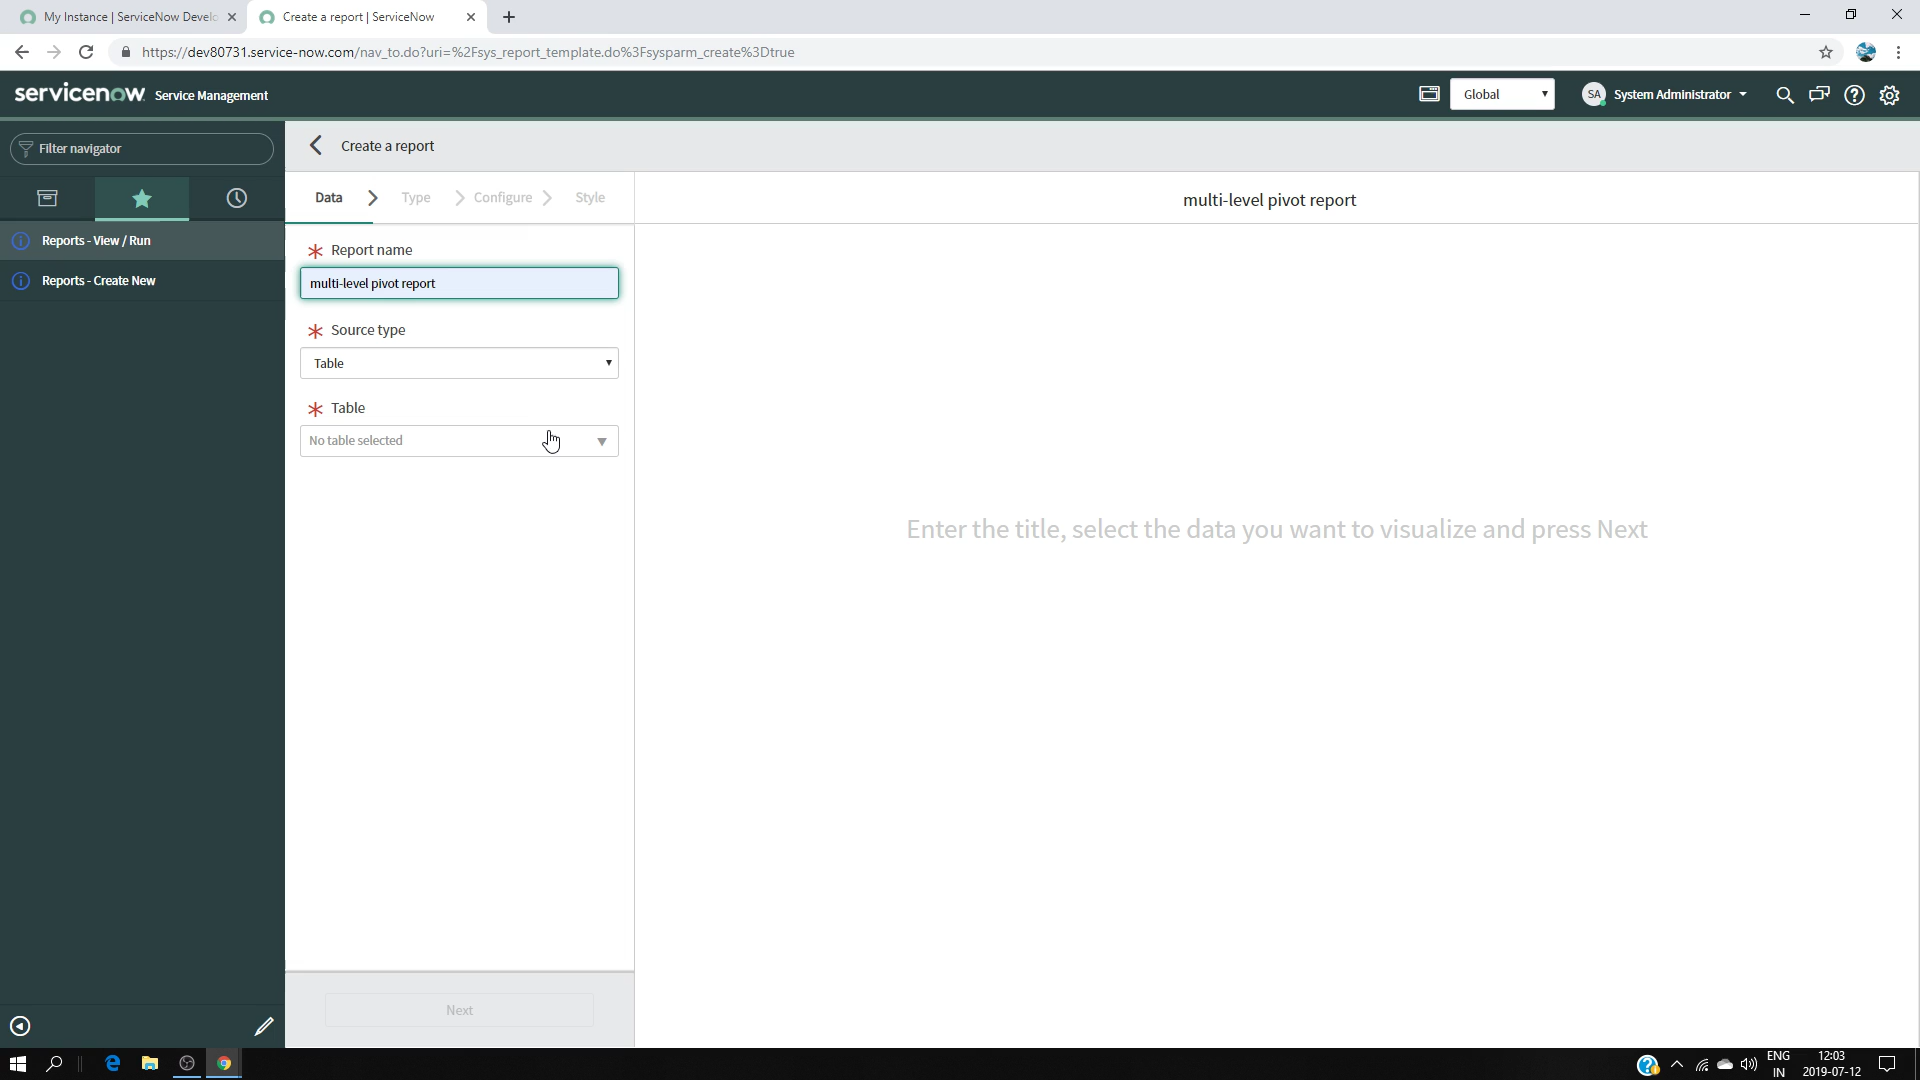 My Instance | ServiceNow Develo
Create a report | ServiceNow
https://dev80731.service-now.com/nav_to.do?uri=%2Fsys_report_template.do%3Fsysparm_create%3Dtrue
servicenow Service Management
Global
SA System Administrator
Filter navigator
Create a report
Data Type Configure Style
multi-level pivot report
Reports - View / Run
Reports - Create New
Report name
multi-level pivot report
Source type
Table
Table
No table selected
Enter the title, select the data you want to visualize and press Next
Next
ENG
IN
12:03
2019-07-12